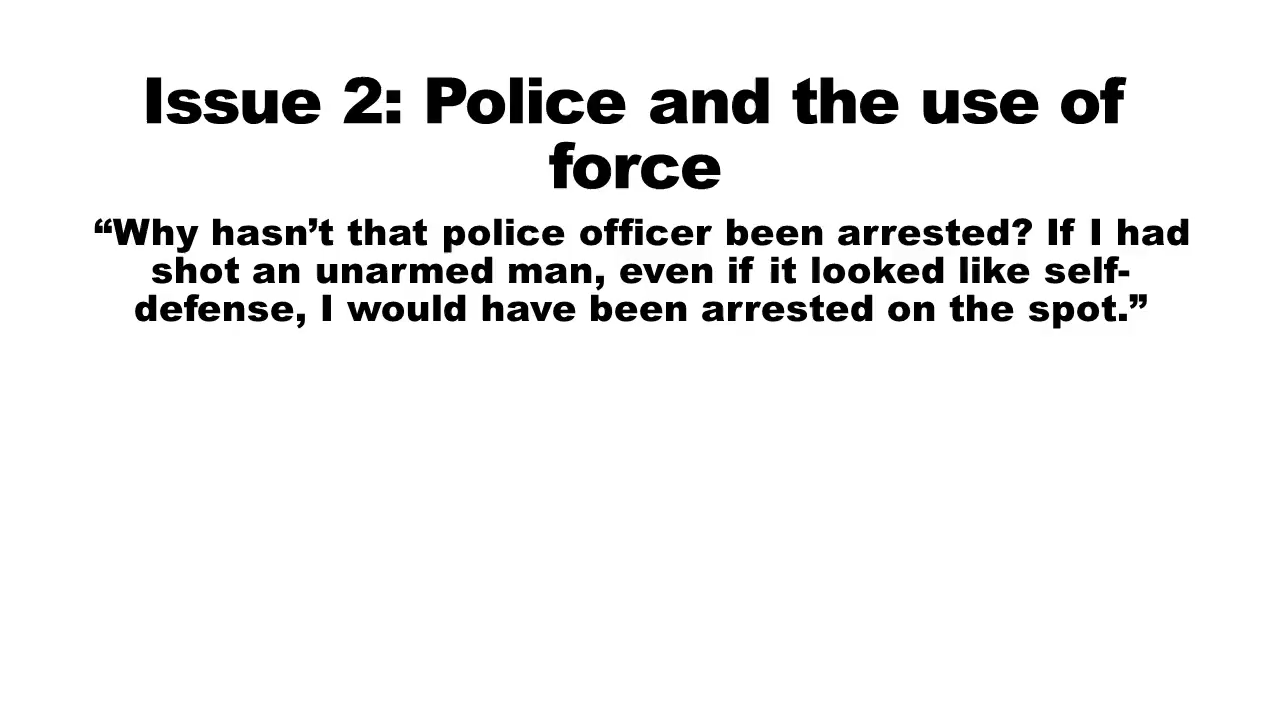 Issue 2: Police and the use of
force
“Why hasn’t that police officer been arrested? If I had
shot an unarmed man, even if it looked like self-
defense, I would have been arrested on the spot.”